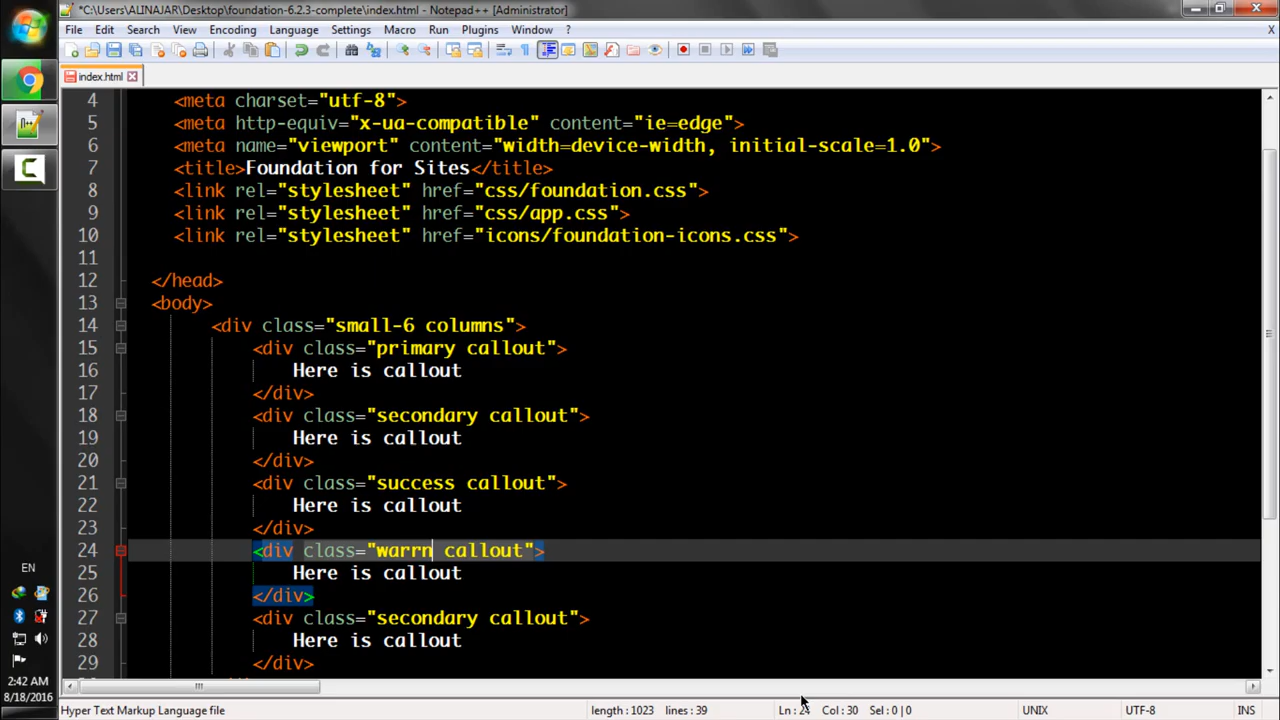 *C:\Users\ALINAJAR\Desktop\foundation-6.2.3-complete\index.html - Notepad++ [Administrator]
File Edit Search View Encoding Language Settings Macro Run Plugins Window ?
index.html
4 <meta charset="utf-8">
5 <meta http-equiv="x-ua-compatible" content="ie=edge">
6 <meta name="viewport" content="width=device-width, initial-scale=1.0">
7 <title>Foundation for Sites</title>
8 <link rel="stylesheet" href="css/foundation.css">
9 <link rel="stylesheet" href="css/app.css">
10 <link rel="stylesheet" href="icons/foundation-icons.css">
11
12 </head>
13 <body>
14 <div class="small-6 columns">
15 <div class="primary callout">
16 Here is callout
17 </div>
18 <div class="secondary callout">
19 Here is callout
20 </div>
21 <div class="success callout">
22 Here is callout
23 </div>
24 <div class="warrn callout">
25 Here is callout
26 </div>
27 <div class="secondary callout">
28 Here is callout
29 </div>
EN
2:42 AM
8/18/2016
Hyper Text Markup Language file length : 1023 lines : 39 Ln : 24 Col : 30 Sel : 0 | 0 UNIX UTF-8 INS